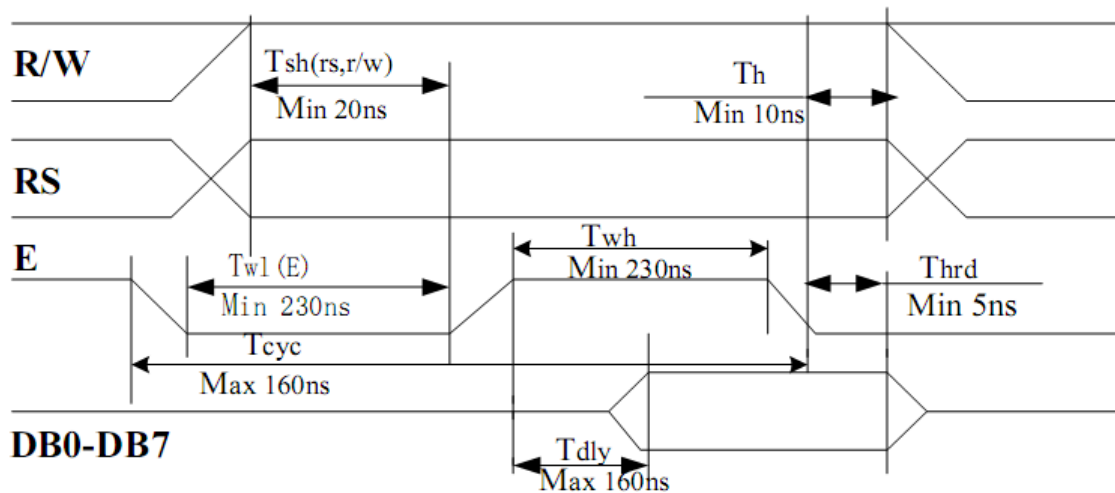 R/W
Tsh(rs,r/w)
Min 20ns
Th
Min 10ns
RS
E
Twl(E)
Min 230ns
Twh
Min 230ns
Thrd
Min 5ns
Tcyc
Max 160ns
DB0-DB7
Tdly
Max 160ns